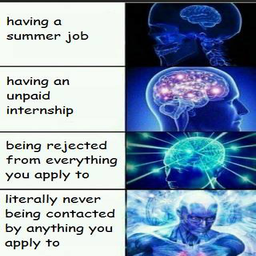 having a
summer job
having an
unpaid
internship
being rejected
from everything
you apply to
literally never
being contacted
by anything you
apply to